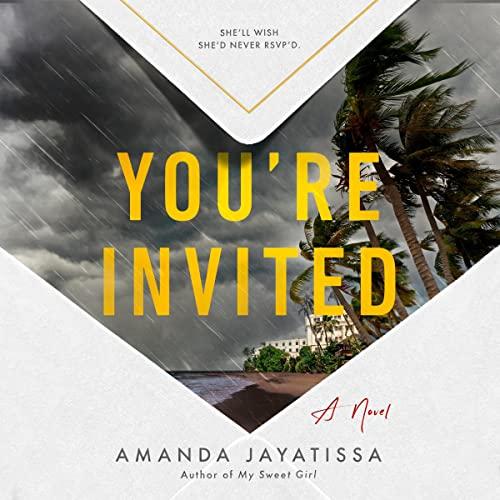 SHE'LL WISH
SHE'D NEVER RSVP'D.
YOU'RE
INVITED
A Novel
AMANDA JAYATISSA
Author of My Sweet Girl